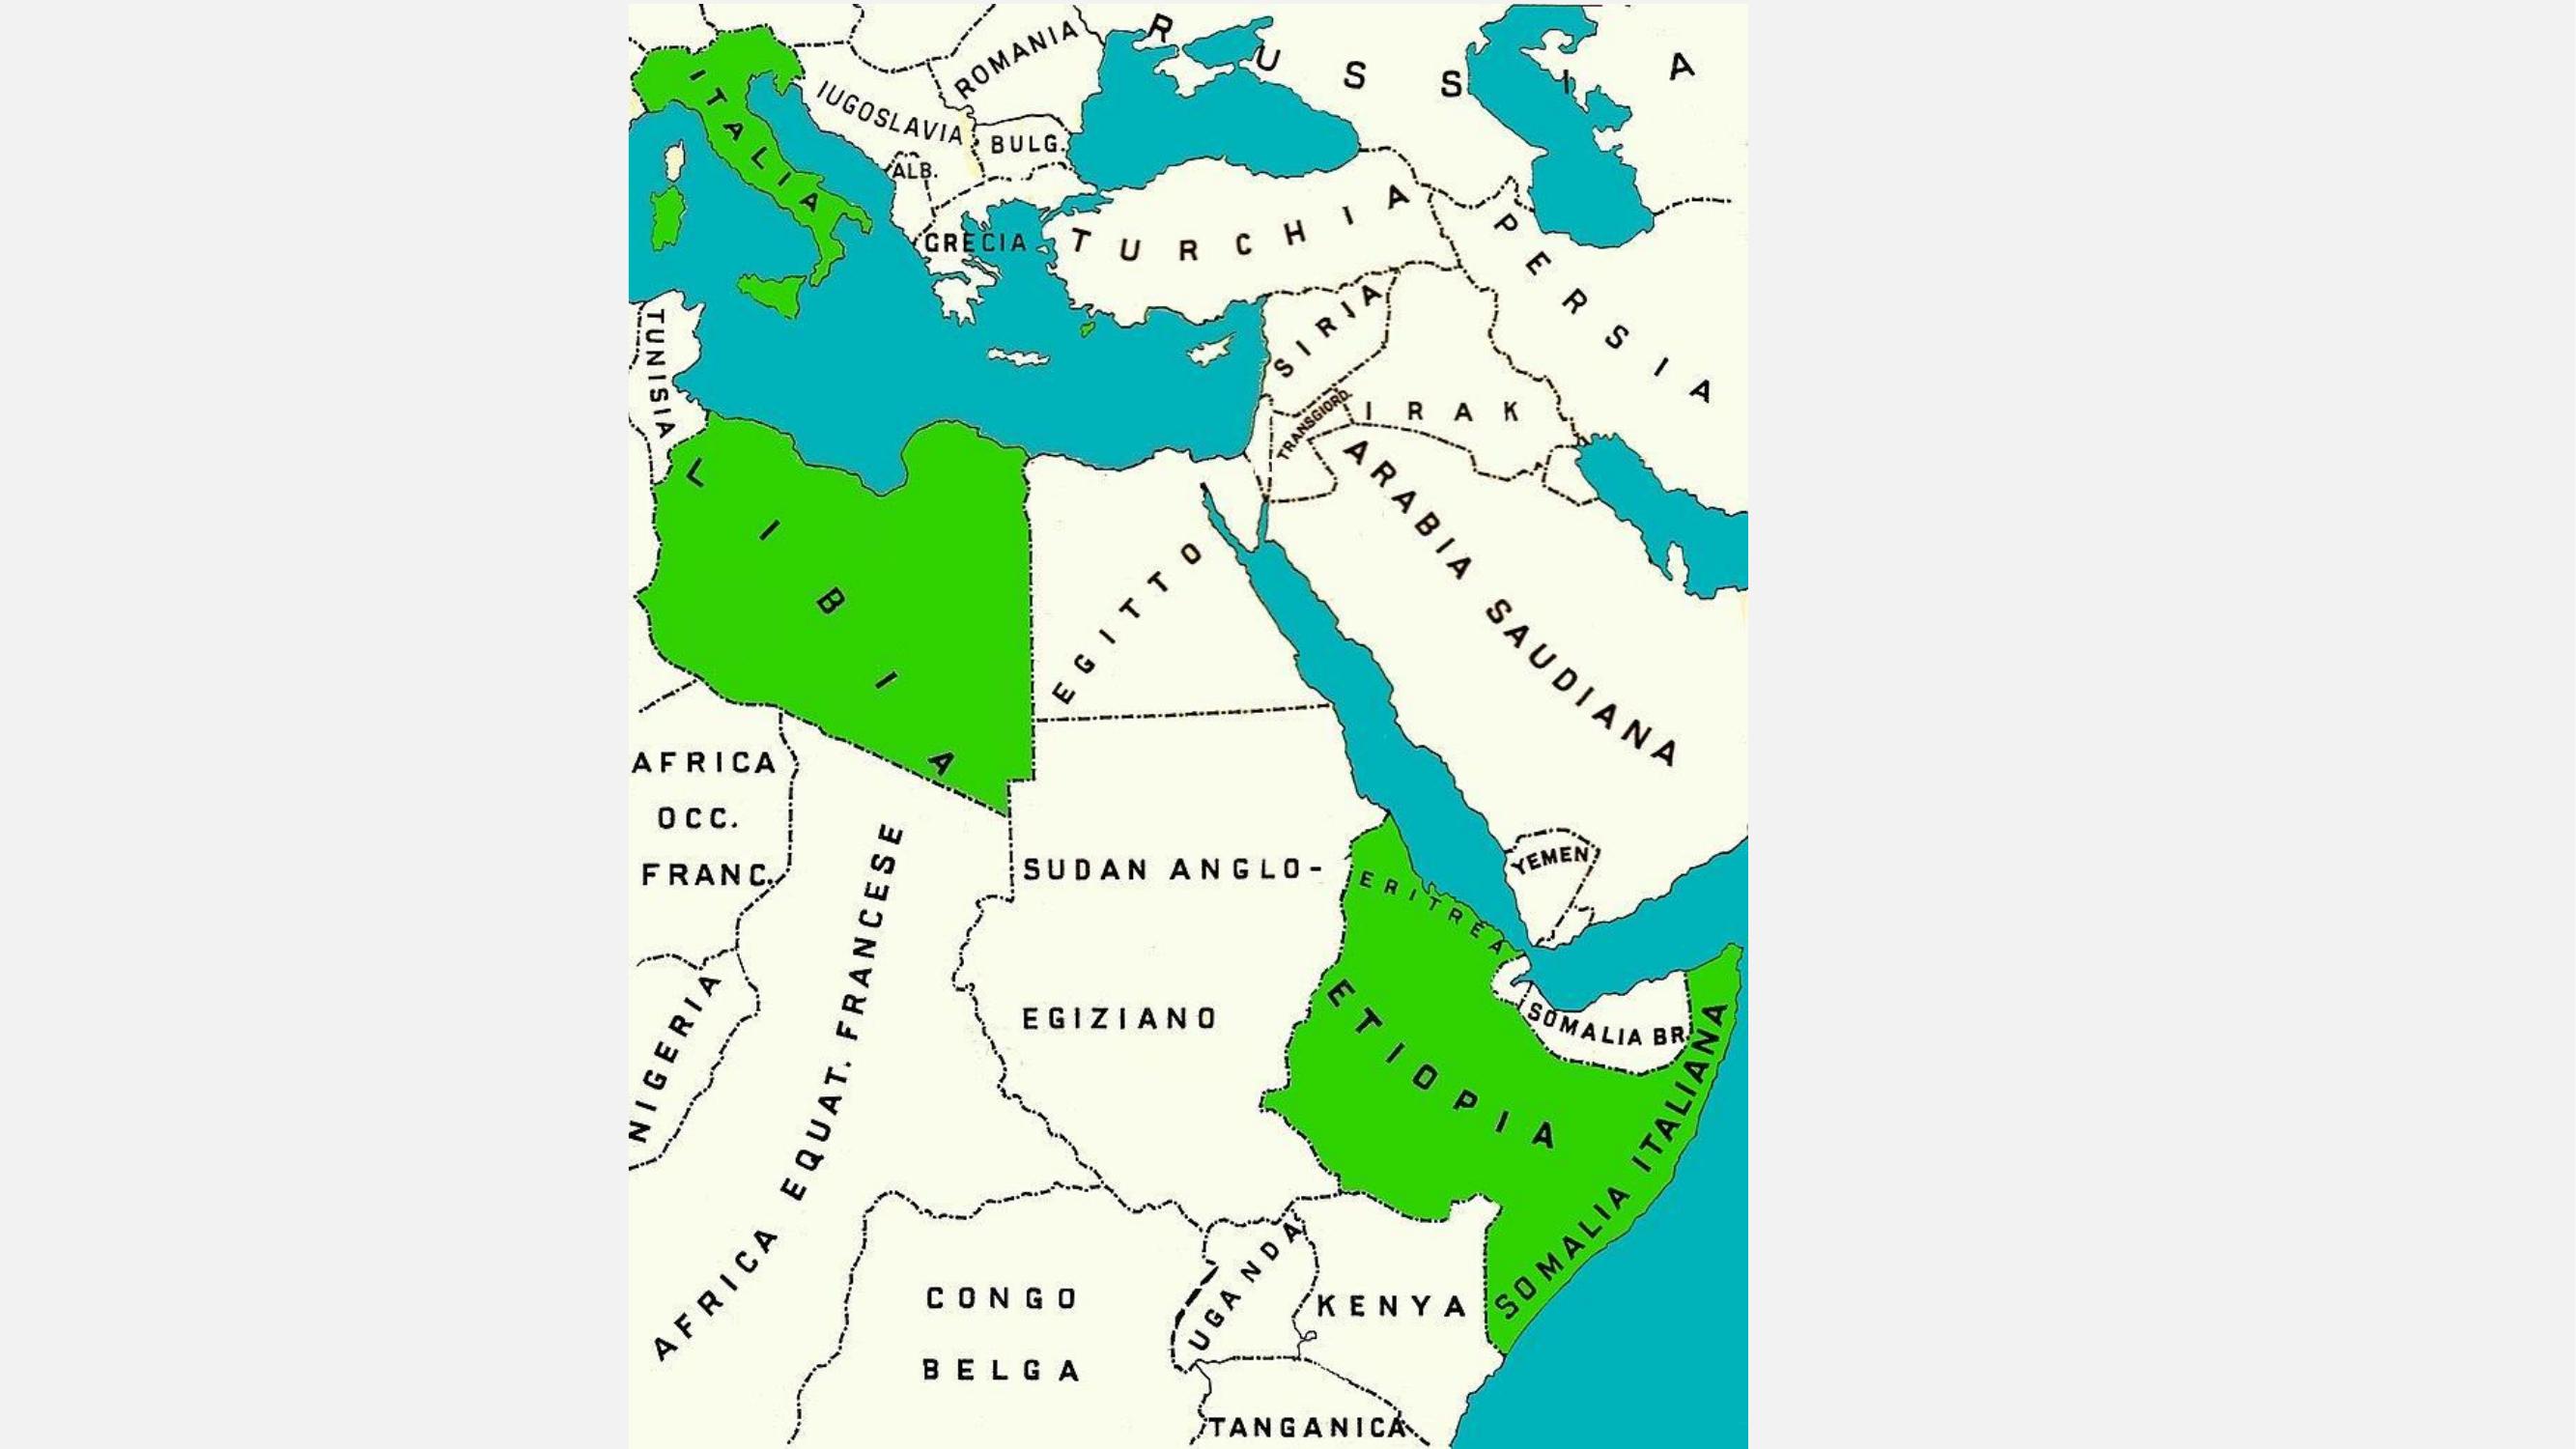 RUSSIA
ROMANIA
ITALIA
IUGOSLAVIA
BULG.
ALB.
GRECIA
TURCHIA
PERSIA
SIRIA
TUNISIA
TRANSGIORD.
IRAK
LIBIA
EGITTO
ARABIA SAUDIANA
AFRICA
OCC.
FRANC.
SUDAN ANGLO-
EGIZIANO
YEMEN
ERITREA
ETIOPIA
SOMALIA BR.
SOMALIA ITALIANA
NIGERIA
AFRICA EQUAT. FRANCESE
CONGO
BELGA
UGANDA
KENYA
TANGANICA